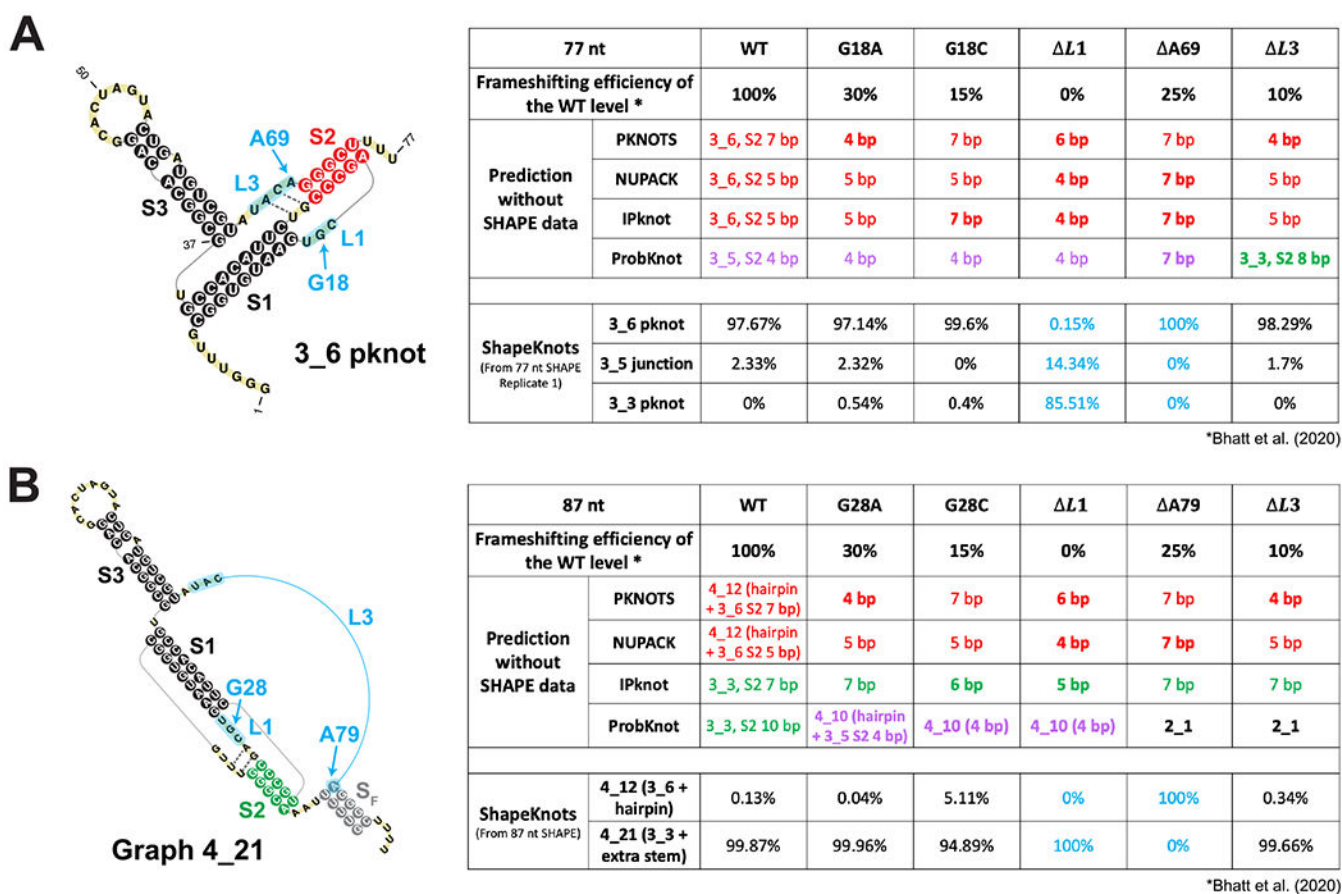 A
50
A69
S2
77
L3
S3
37
L1
G18
S1
3_6 pknot
1
77 nt WT G18A G18C ΔL1 ΔA69 ΔL3
Frameshifting efficiency of the WT level * 100% 30% 15% 0% 25% 10%
Prediction without SHAPE data
PKNOTS 3_6, S2 7 bp 4 bp 7 bp 6 bp 7 bp 4 bp
NUPACK 3_6, S2 5 bp 5 bp 5 bp 4 bp 7 bp 5 bp
IPknot 3_6, S2 5 bp 5 bp 7 bp 4 bp 7 bp 5 bp
ProbKnot 3_5, S2 4 bp 4 bp 4 bp 4 bp 7 bp 3_3, S2 8 bp
ShapeKnots
(From 77 nt SHAPE
Replicate 1)
3_6 pknot 97.67% 97.14% 99.6% 0.15% 100% 98.29%
3_5 junction 2.33% 2.32% 0% 14.34% 0% 1.7%
3_3 pknot 0% 0.54% 0.4% 85.51% 0% 0%
*Bhatt et al. (2020)
B
S3
L3
S1
G28
L1
A79
S2
SF
Graph 4_21
87 nt WT G28A G28C ΔL1 ΔA79 ΔL3
Frameshifting efficiency of the WT level * 100% 30% 15% 0% 25% 10%
Prediction without SHAPE data
PKNOTS 4_12 (hairpin + 3_6 S2 7 bp) 4 bp 7 bp 6 bp 7 bp 4 bp
NUPACK 4_12 (hairpin + 3_6 S2 5 bp) 5 bp 5 bp 4 bp 7 bp 5 bp
IPknot 3_3, S2 7 bp 7 bp 6 bp 5 bp 7 bp 7 bp
ProbKnot 3_3, S2 10 bp 4_10 (hairpin + 3_5 S2 4 bp) 4_10 (4 bp) 4_10 (4 bp) 2_1 2_1
ShapeKnots
(From 87 nt SHAPE)
4_12 (3_6 + hairpin) 0.13% 0.04% 5.11% 0% 100% 0.34%
4_21 (3_3 + extra stem) 99.87% 99.96% 94.89% 100% 0% 99.66%
*Bhatt et al. (2020)